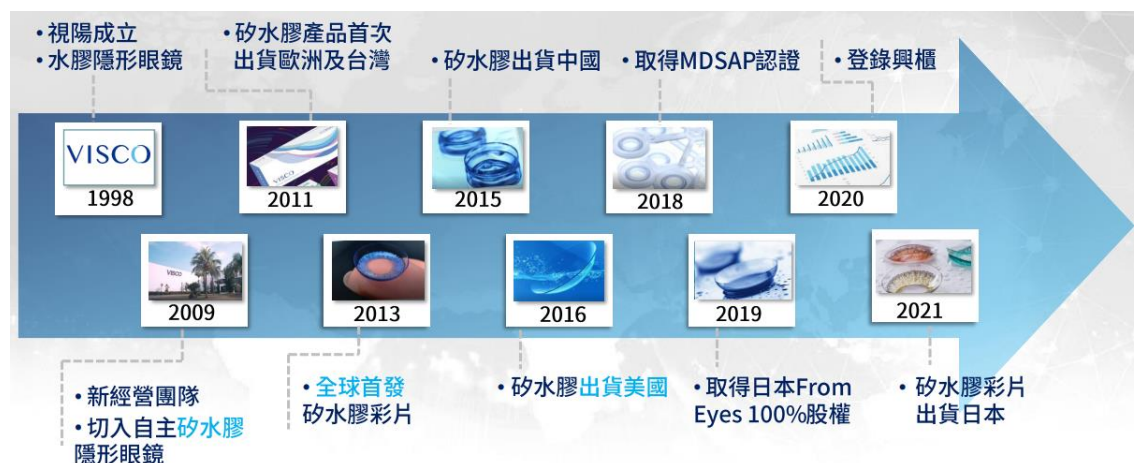 • 視陽成立
• 水膠隱形眼鏡
• 矽水膠產品首次
出貨歐洲及台灣
• 矽水膠出貨中國
• 取得MDSAP認證
• 登錄興櫃
VISCO
1998
VISCO
2011
2015
2018
2020
VISCO
2009
2013
2016
2019
2021
• 新經營團隊
• 切入自主矽水膠
隱形眼鏡
• 全球首發
矽水膠彩片
• 矽水膠出貨美國
• 取得日本From
Eyes 100%股權
• 矽水膠彩片
出貨日本